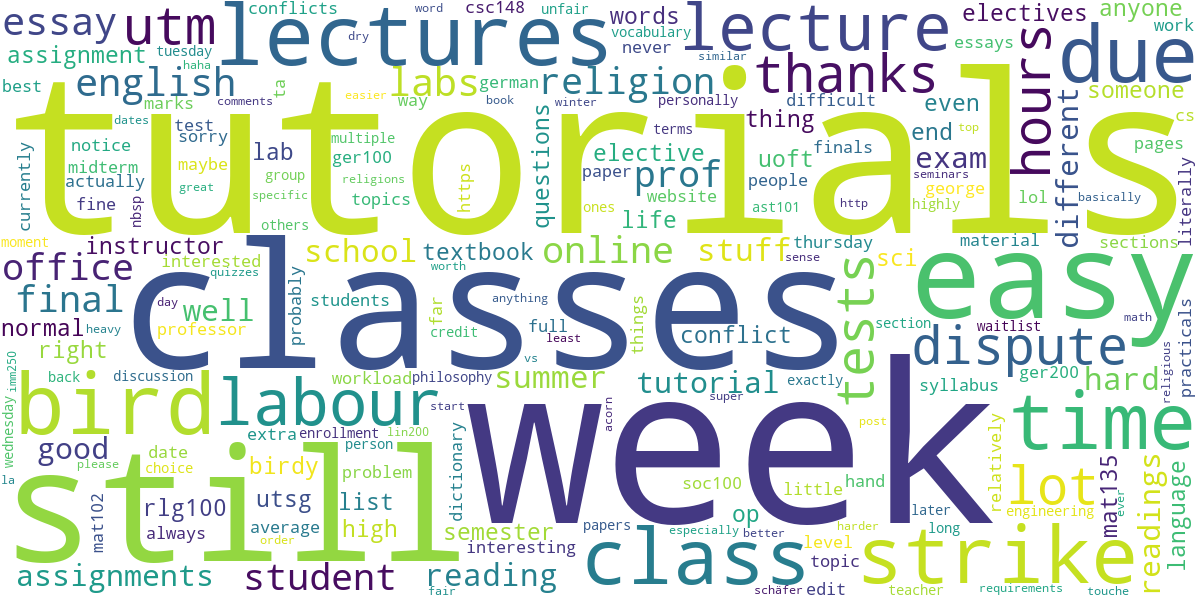 essay
utm
lectures
conflicts
word
csc148
unfair
words
lecture
electives
anyone
work
assignment
tuesday
haha
dry
vocabulary
never
similar
essays
due
best
english
labs
german
religion
thanks
hours
someone
cs
marks
comments
ta
way
book
winter
easier
personally
difficult
even
different
pages
tutorials
dates
test
sorry
multiple
terms
thing
finals
end
top
currently
notice
midterm
maybe
lab
ger100
questions
elective
uoft
exam
actually
group
religions
https
paper
prof
people
seminars
literally
fine
nbsp
great
specific
topics
ones
website
ast101
http
george
highly
lol
basically
others
life
moment
instructor
school
textbook
online
stuff
thursday
material
sections
office
interested
quizzes
worth
sense
sci
classes
easy
final
day
well
probably
students
far
credit
anything
things
tests
section
waitlist
math
normal
heavy
professor
full
least
conflict
dispute
practicals
right
vs
imm250
back
discussion
workload
philosophy
summer
tutorial
exactly
syllabus
ger200
hard
religious
bird
labour
start
acorn
super
post
time
week
wednesday
good
extra
enrollment
lin200
person
dictionary
relatively
please
date
choice
birdy
problem
soc100
little
hand
lot
la
still
mat102
rlg100
utsg
list
op
later
engineering
mat135
ever
readings
language
always
average
high
semester
papers
especially
better
long
harder
order
interesting
class
level
strike
topic
assignments
student
reading
fair
schäfer
edit
teacher
requirements
touche